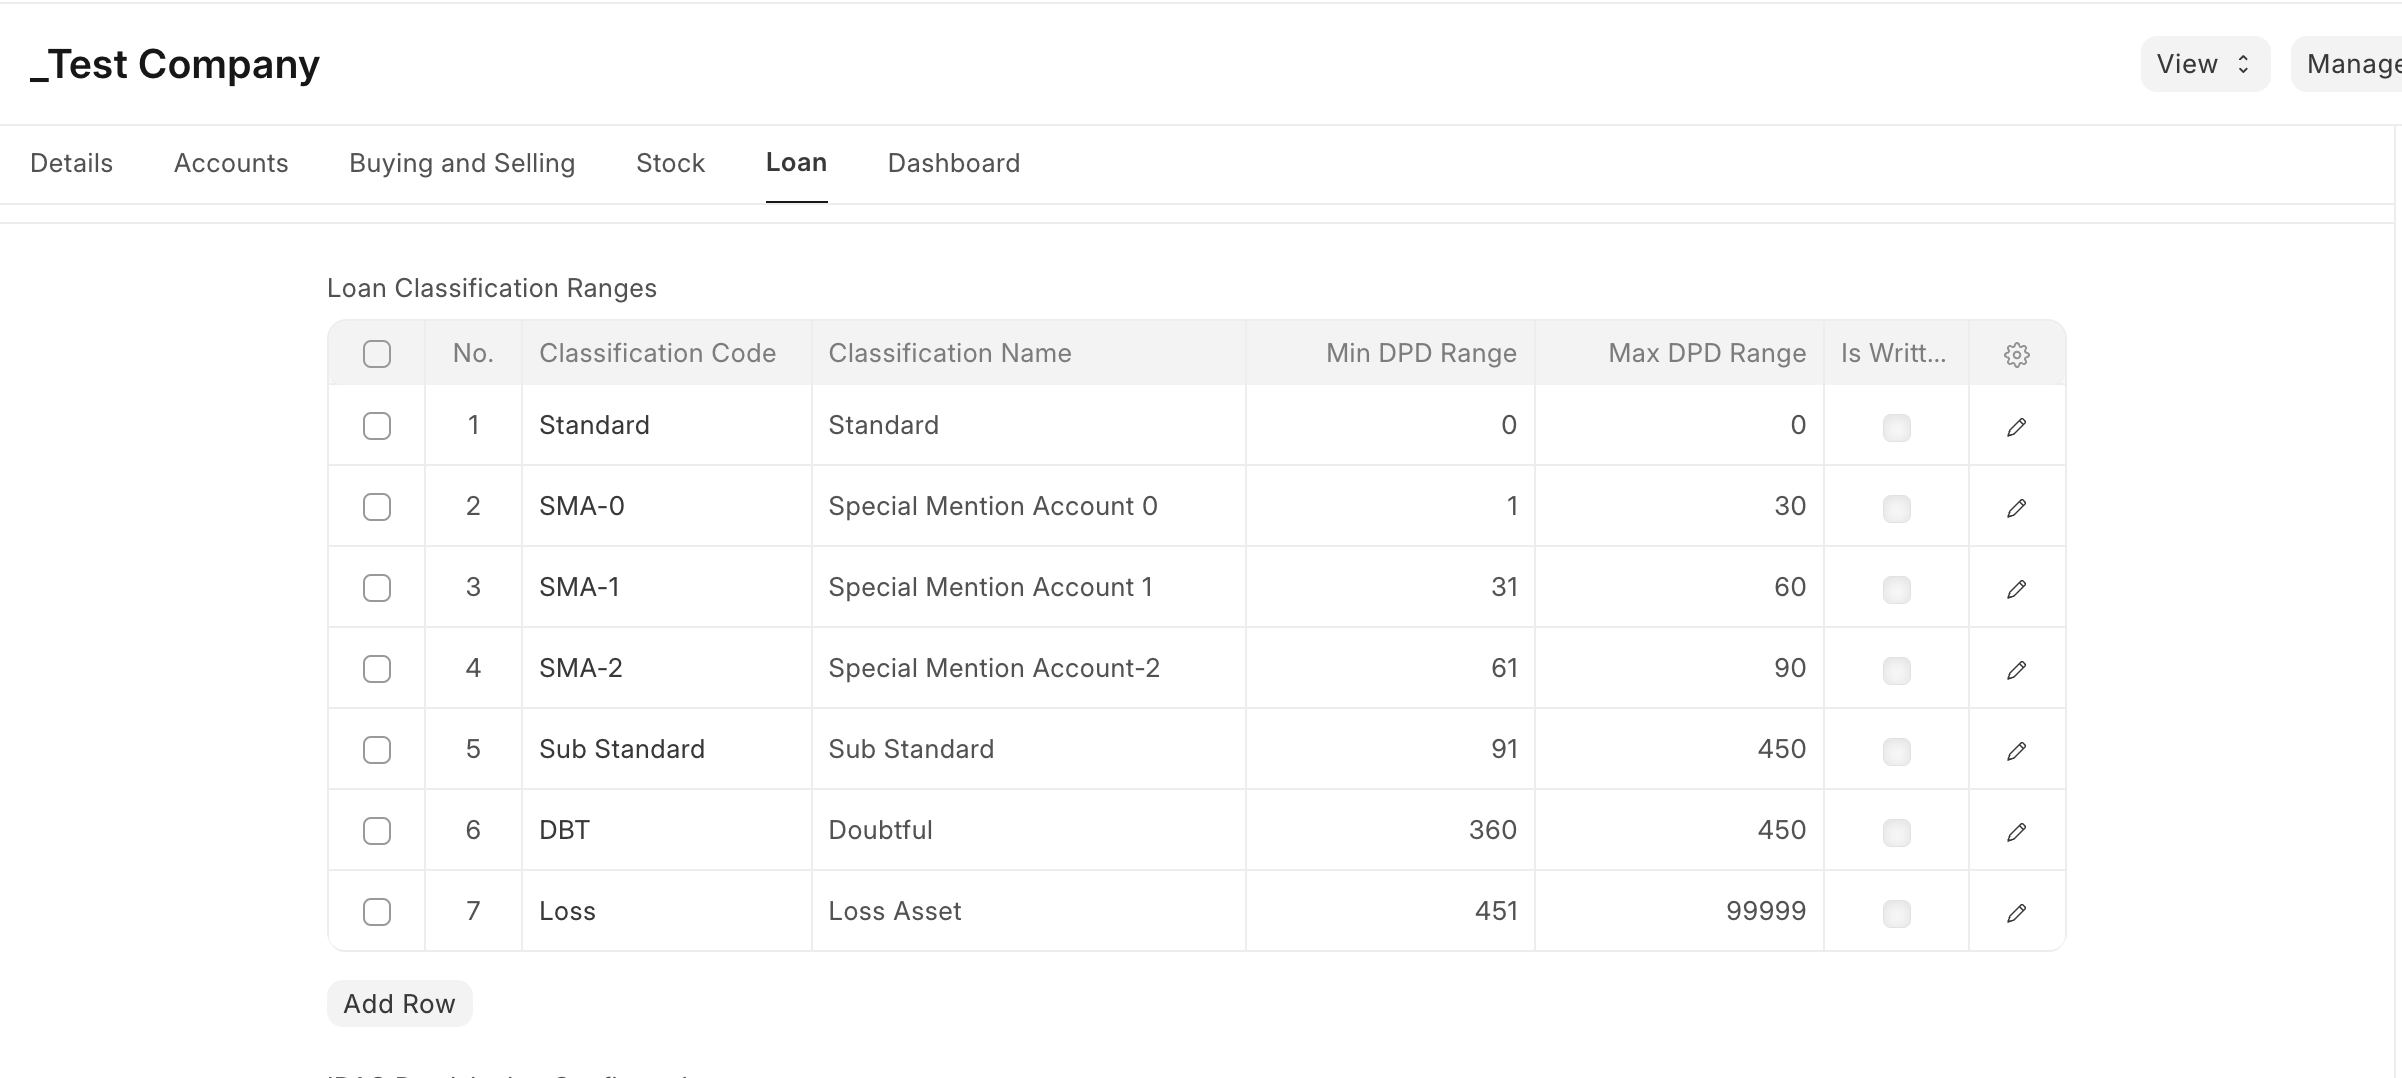 _Test Company
View
Manage
Details Accounts Buying and Selling Stock Loan Dashboard
Loan Classification Ranges
No. Classification Code Classification Name Min DPD Range Max DPD Range Is Writt...
1 Standard Standard 0 0
2 SMA-0 Special Mention Account 0 1 30
3 SMA-1 Special Mention Account 1 31 60
4 SMA-2 Special Mention Account-2 61 90
5 Sub Standard Sub Standard 91 450
6 DBT Doubtful 360 450
7 Loss Loss Asset 451 99999
Add Row